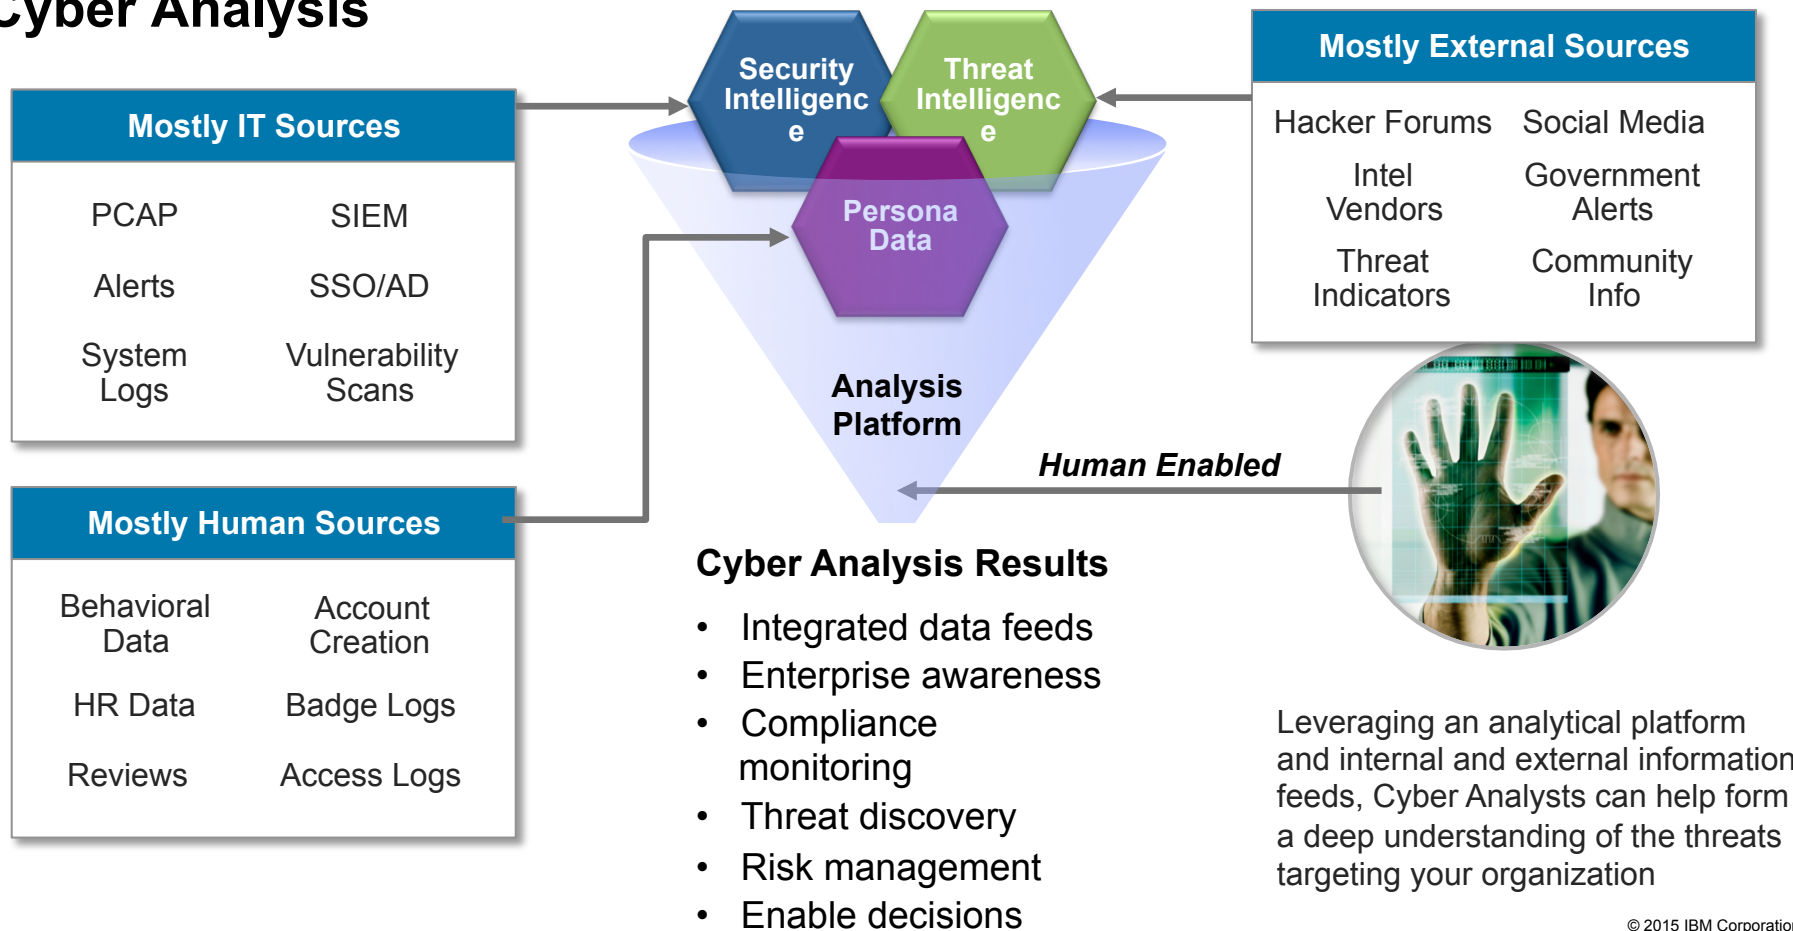 Cyber Analysis
Mostly IT Sources
PCAP
SIEM
Alerts
SSO/AD
System
Logs
Vulnerability
Scans
Mostly Human Sources
Behavioral
Data
Account
Creation
HR Data
Badge Logs
Reviews
Access Logs
Security
Intelligenc
e
Threat
Intelligenc
e
Persona
Data
Analysis
Platform
Human Enabled
Cyber Analysis Results
• Integrated data feeds
• Enterprise awareness
• Compliance
monitoring
• Threat discovery
• Risk management
• Enable decisions
Mostly External Sources
Hacker Forums
Social Media
Intel
Vendors
Government
Alerts
Threat
Indicators
Community
Info
Leveraging an analytical platform
and internal and external information
feeds, Cyber Analysts can help form
a deep understanding of the threats
targeting your organization
© 2015 IBM Corporation